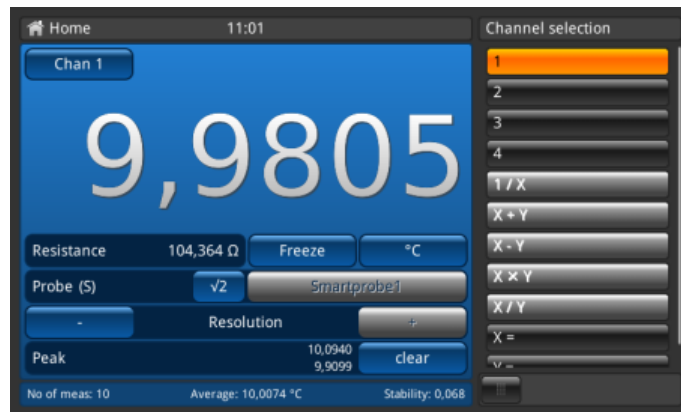 Home 11:01
Chan 1
9,9805
Resistance 104,364 Ω Freeze °C
Probe (S) √2 Smartprobe1
- Resolution +
Peak 10,0940 9,9099 clear
No of meas: 10 Average: 10,0074 °C Stability: 0,068
Channel selection
1
2
3
4
1 / X
X + Y
X - Y
X × Y
X / Y
X =